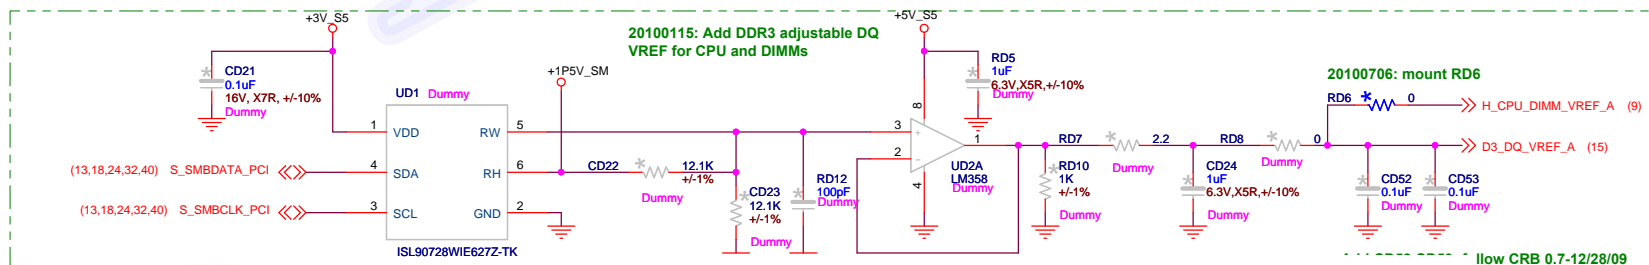 +3V_S5
+5V_S5
20100115: Add DDR3 adjustable DQ
VREF for CPU and DIMMs
+1P5V_SM
CD21
0.1uF
16V, X7R, +/-10%
Dummy
UD1 Dummy
1 VDD
4 SDA
3 SCL
RW 5
RH 6
GND 2
ISL90728WIE627Z-TK
(13,18,24,32,40) S_SMBDATA_PCI
(13,18,24,32,40) S_SMBCLK_PCI
CD22 12.1K
+/-1%
Dummy
CD23
12.1K
+/-1%
Dummy
RD12
100pF
Dummy
RD5
1uF
6.3V,X5R,+/-10%
Dummy
8
3 +
2 -
1
4
UD2A
LM358
Dummy
RD10
1K
+/-1%
Dummy
RD7 2.2
Dummy
CD24
1uF
6.3V,X5R,+/-10%
Dummy
RD8 0
Dummy
20100706: mount RD6
RD6 0
H_CPU_DIMM_VREF_A (9)
D3_DQ_VREF_A (15)
CD52
0.1uF
Dummy
CD53
0.1uF
Dummy
llow CRB 0.7-12/28/09